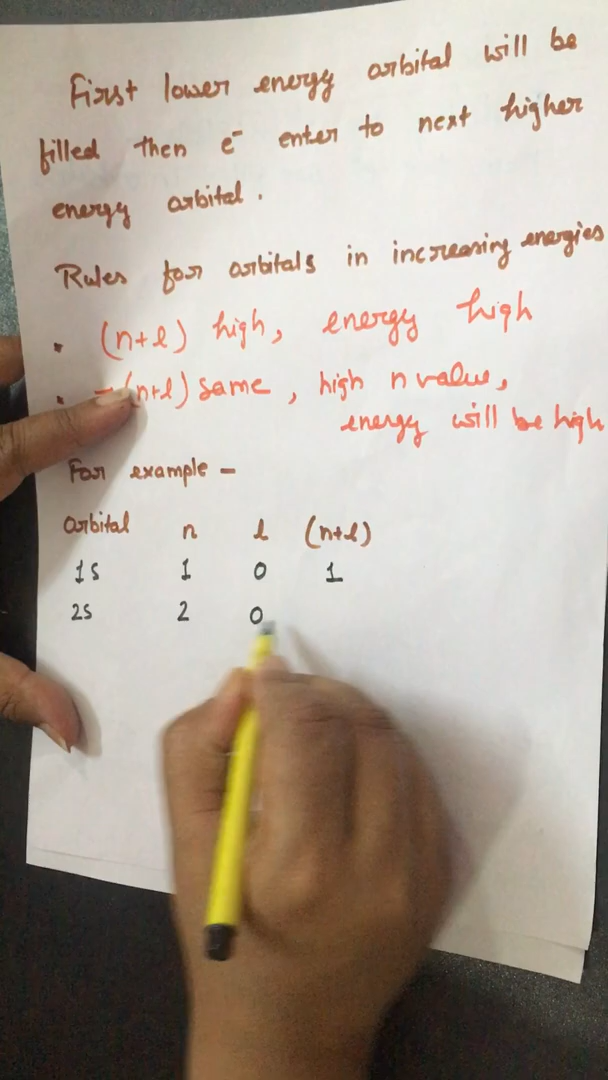 First lower energy orbital will be
filled then e⁻ enter to next higher
energy orbital.
Rules for orbitals in increasing energies
• (n+l) high, energy high
• (n+l) same, high n value,
energy will be high
For example -
orbital n l (n+l)
1s 1 0 1
2s 2 0